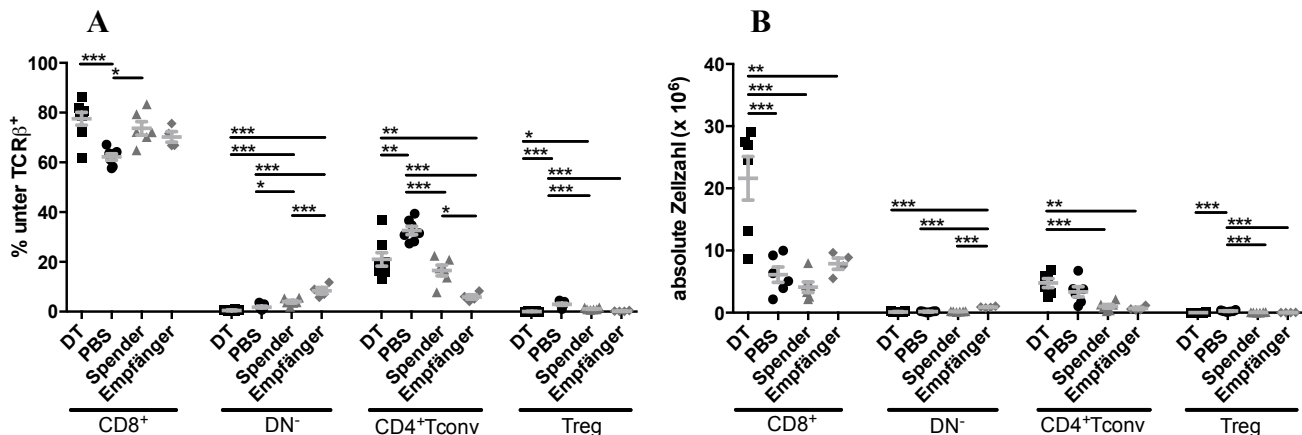 A
% unter TCRβ+
100
80
60
40
20
0
***
*
***
***
***
*
***
**
**
***
***
*
*
***
***
***
DT
PBS
Spender
Empfänger
DT
PBS
Spender
Empfänger
DT
PBS
Spender
Empfänger
DT
PBS
Spender
Empfänger
CD8+
DN-
CD4+Tconv
Treg
B
absolute Zellzahl (x 10⁶)
40
30
20
10
0
**
***
***
***
***
***
**
***
***
***
***
DT
PBS
Spender
Empfänger
DT
PBS
Spender
Empfänger
DT
PBS
Spender
Empfänger
DT
PBS
Spender
Empfänger
CD8+
DN-
CD4+Tconv
Treg